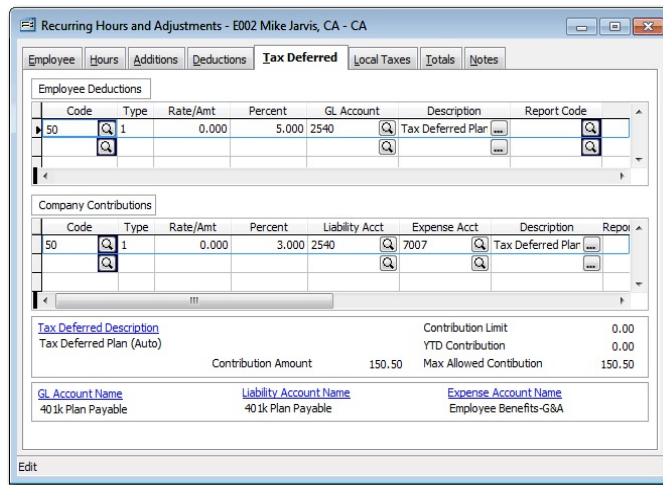 Recurring Hours and Adjustments - E002 Mike Jarvis, CA - CA
Employee Hours Additions Deductions Tax Deferred Local Taxes Totals Notes
Employee Deductions
Code Type Rate/Amt Percent GL Account Description Report Code
50 1 0.000 5.000 2540 Tax Deferred Plar ...
...
Company Contributions
Code Type Rate/Amt Percent Liability Acct Expense Acct Description Repor
50 1 0.000 3.000 2540 7007 Tax Deferred Plar ...
...
Tax Deferred Description Contribution Limit 0.00
Tax Deferred Plan (Auto) YTD Contribution 0.00
Contribution Amount 150.50 Max Allowed Contibution 150.50
GL Account Name Liability Account Name Expense Account Name
401k Plan Payable 401k Plan Payable Employee Benefits-G&A
Edit